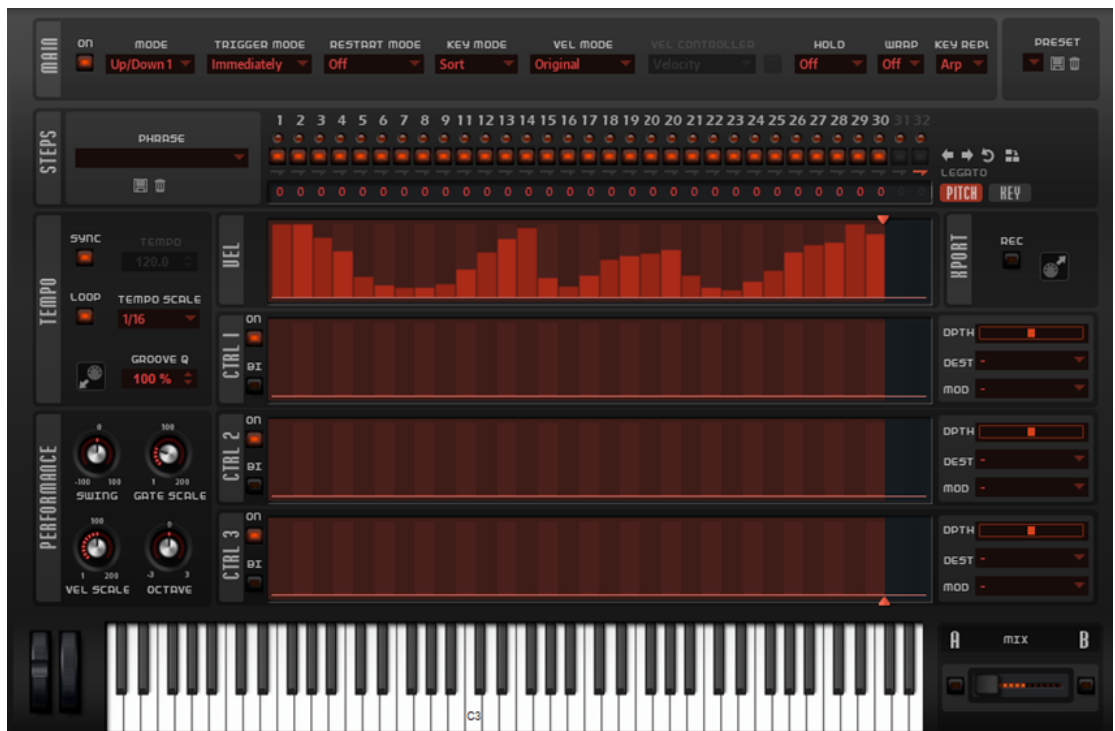 MAIN
ON MODE TRIGGER MODE RESTART MODE KEY MODE VEL MODE VEL CONTROLLER HOLD WRAP KEY REPL PRESET
Up/Down 1 Immediately Off Sort Original Velocity Off Off Arp
STEPS
PHRASE
1 2 3 4 5 6 7 8 9 11 12 13 14 15 16 17 18 19 20 20 21 22 23 24 25 26 27 28 29 30 31 32
LEGATO
0 0 0 0 0 0 0 0 0 0 0 0 0 0 0 0 0 0 0 0 0 0 0 0 0 0 0 0 0 0 0 0
PITCH KEY
TEMPO
SYNC TEMPO
120.0
LOOP TEMPO SCALE
1/16
GROOVE Q
100 %
VEL
XPORT
REC
CTRL 1
ON
BI
DPTH
DEST -
MOD -
PERFORMANCE
0 100
-100 100 1 200
SWING GATE SCALE
100 0
1 200 -3 3
VEL SCALE OCTAVE
CTRL 2
ON
BI
DPTH
DEST -
MOD -
CTRL 3
ON
BI
DPTH
DEST -
MOD -
C3
A MIX B